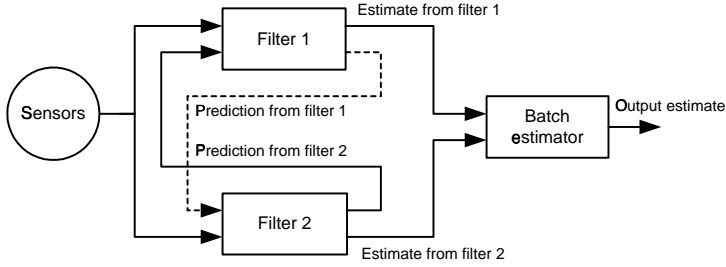 Estimate from filter 1
Filter 1
Sensors
Prediction from filter 1
Prediction from filter 2
Batch
estimator
Output estimate
Filter 2
Estimate from filter 2